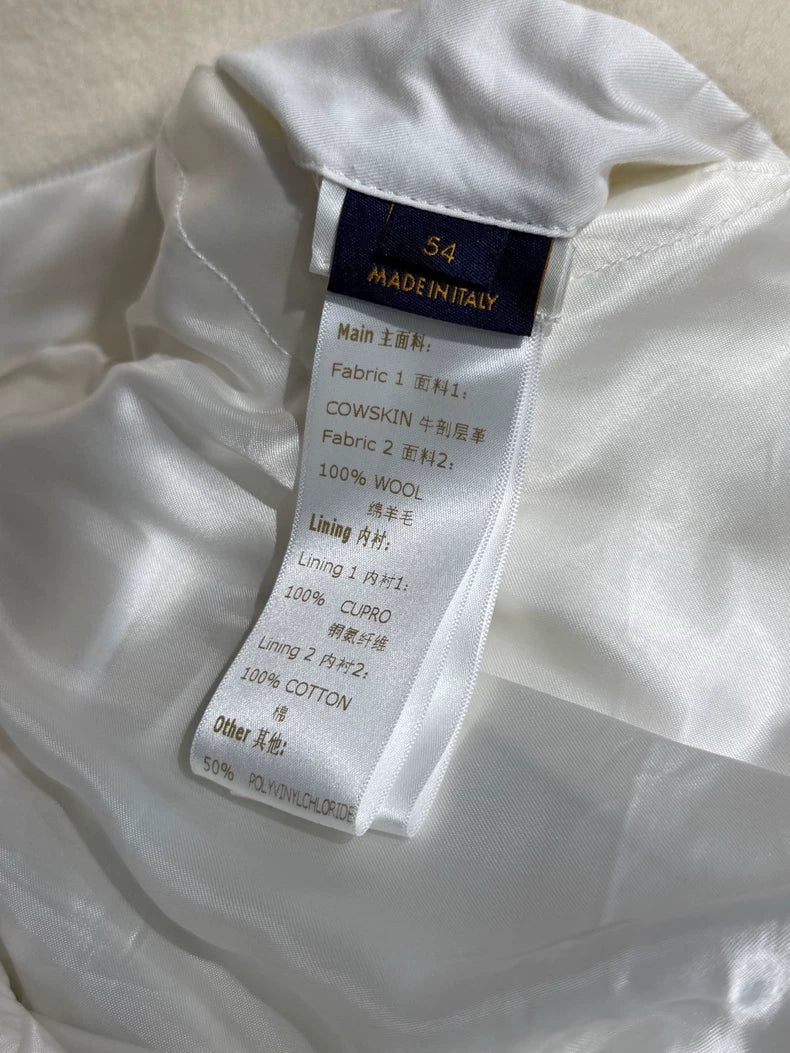 54
MADE IN ITALY
Main 主面料:
Fabric 1 面料1:
COWSKIN 牛剖层革
Fabric 2 面料2:
100% WOOL
绵羊毛
Lining 内衬:
Lining 1 内衬1:
100% CUPRO
铜氨纤维
Lining 2 内衬2:
100% COTTON
棉
Other 其他:
50% POLYVINYLCHLORIDE